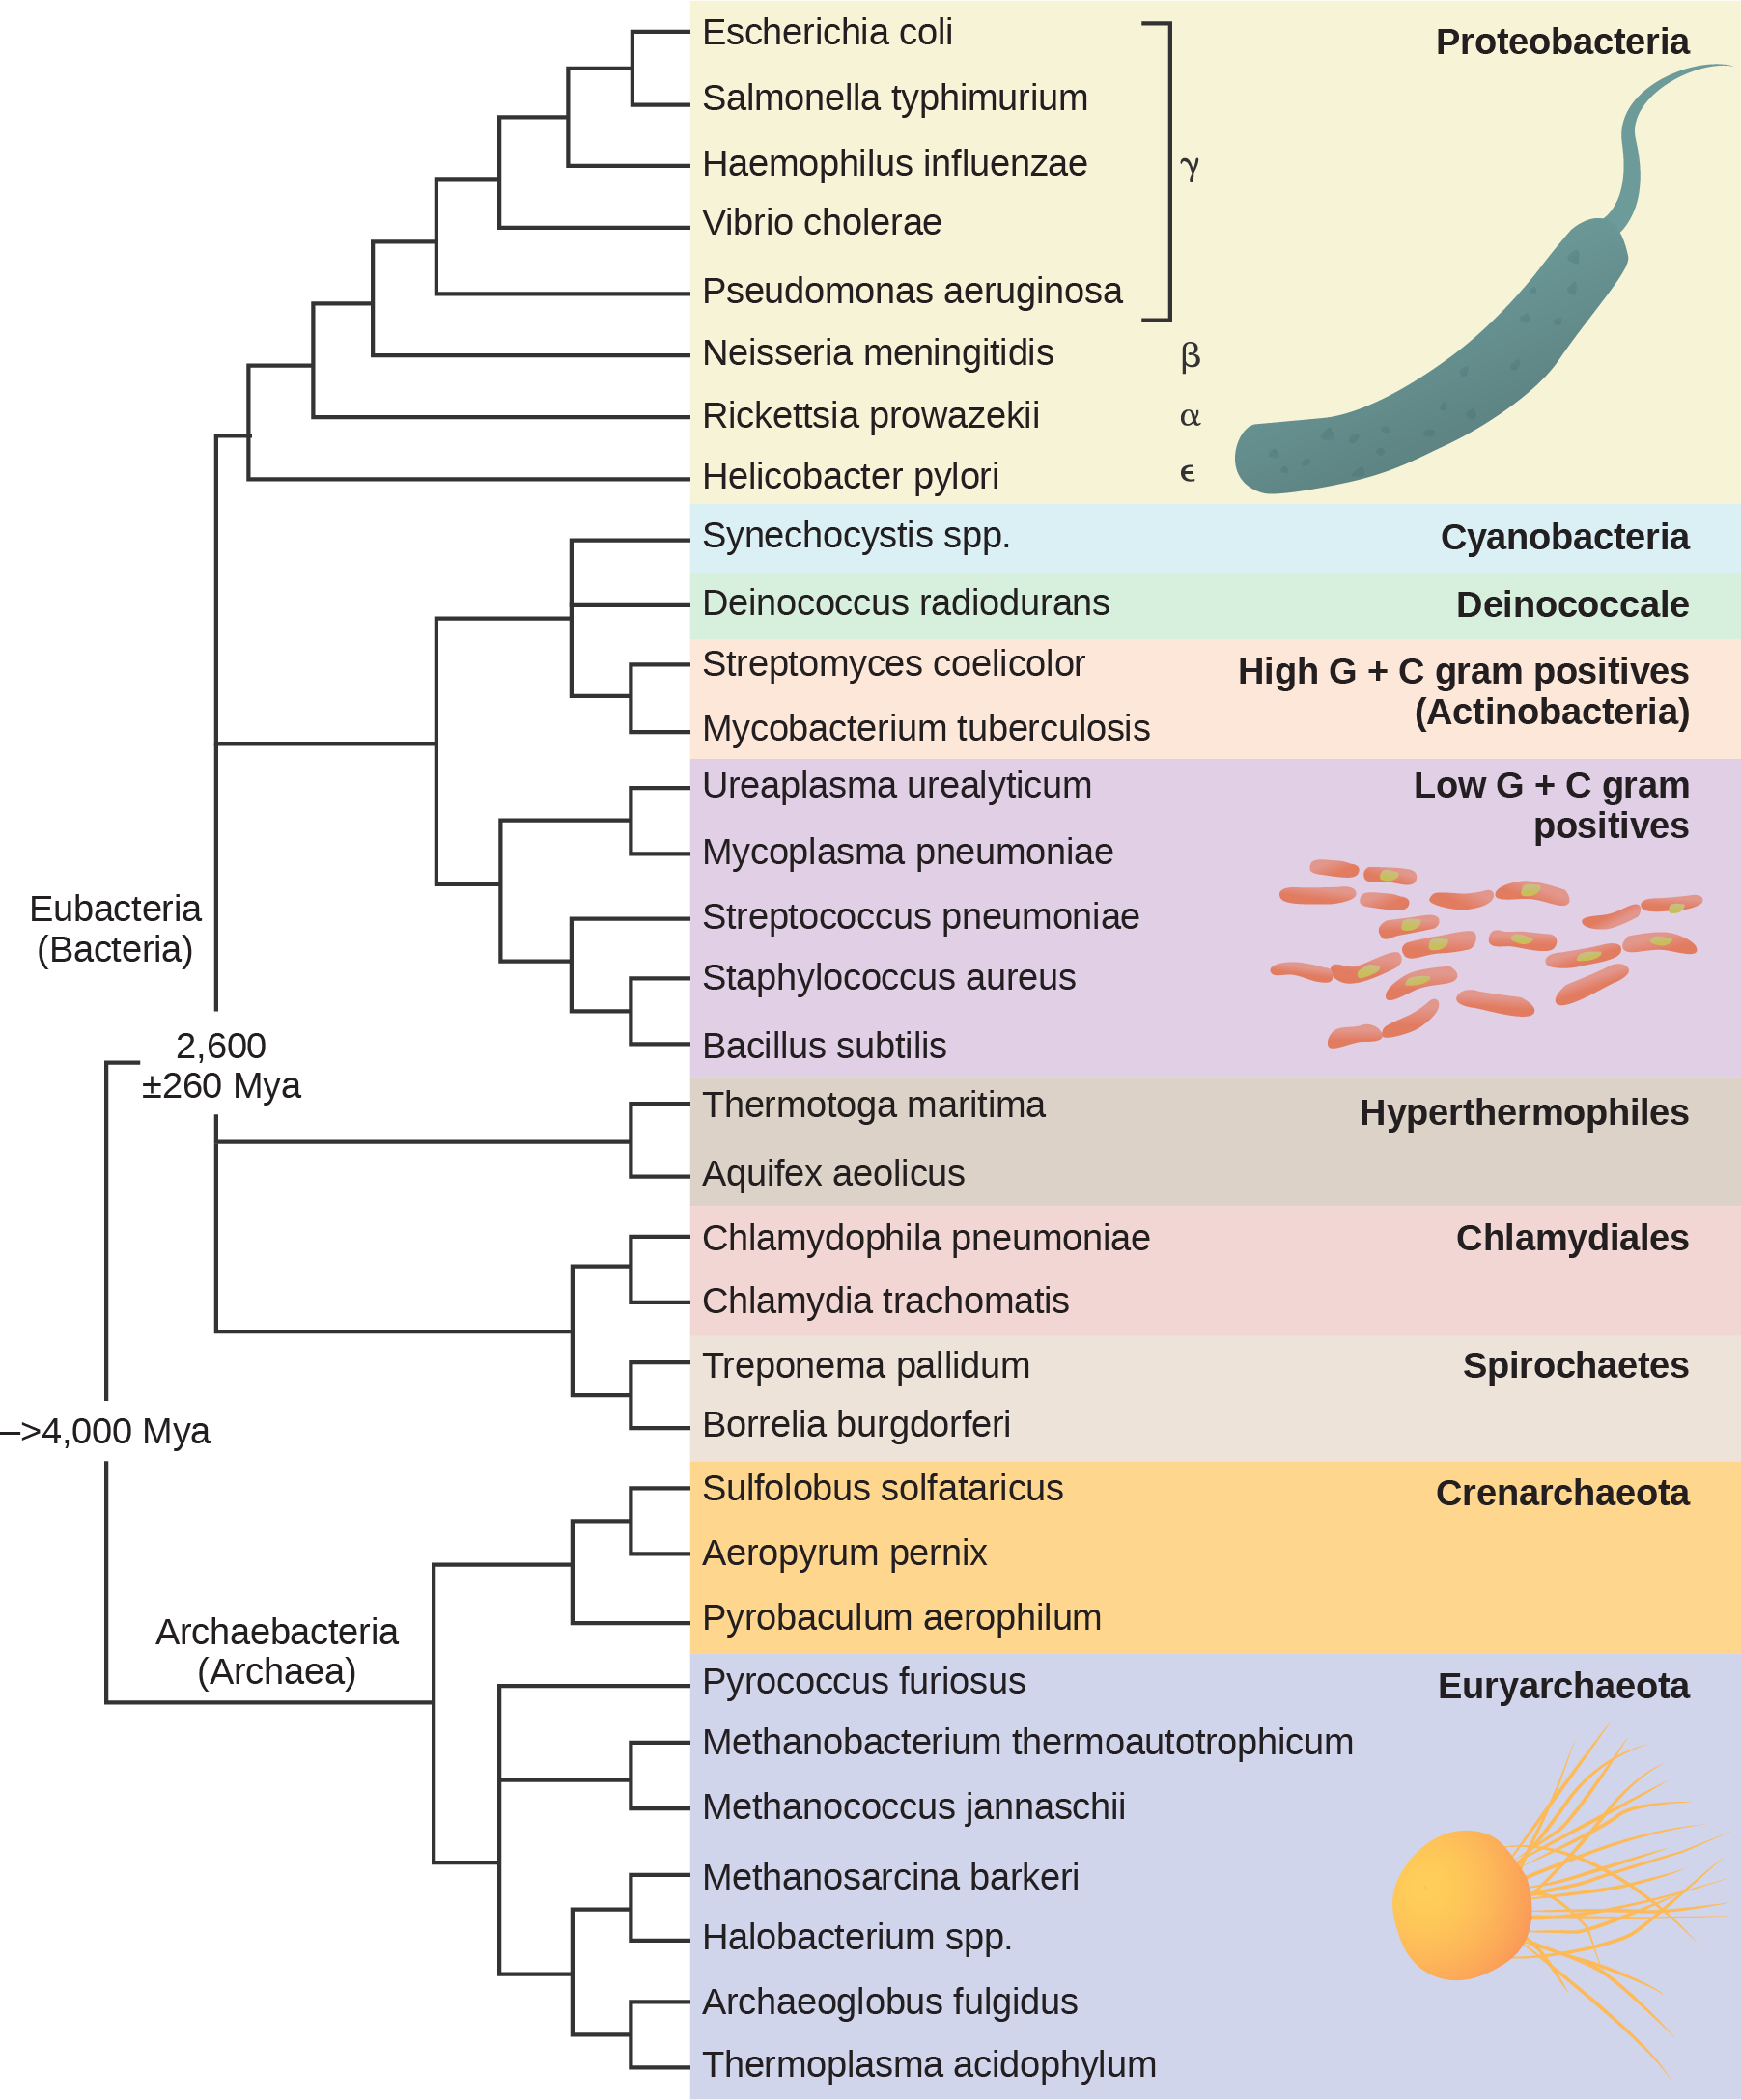 Escherichia coli
Proteobacteria
Salmonella typhimurium
Haemophilus influenzae
γ
Vibrio cholerae
Pseudomonas aeruginosa
Neisseria meningitidis
β
Rickettsia prowazekii
α
Helicobacter pylori
ϵ
Synechocystis spp.
Cyanobacteria
Deinococcus radiodurans
Deinococcale
Streptomyces coelicolor
High G + C gram positives
(Actinobacteria)
Mycobacterium tuberculosis
Ureaplasma urealyticum
Low G + C gram
positives
Mycoplasma pneumoniae
Streptococcus pneumoniae
Eubacteria
(Bacteria)
Staphylococcus aureus
Bacillus subtilis
2,600
±260 Mya
Thermotoga maritima
Hyperthermophiles
Aquifex aeolicus
Chlamydophila pneumoniae
Chlamydiales
Chlamydia trachomatis
Treponema pallidum
Spirochaetes
Borrelia burgdorferi
–>4,000 Mya
Sulfolobus solfataricus
Crenarchaeota
Aeropyrum pernix
Pyrobaculum aerophilum
Archaebacteria
(Archaea)
Pyrococcus furiosus
Euryarchaeota
Methanobacterium thermoautotrophicum
Methanococcus jannaschii
Methanosarcina barkeri
Halobacterium spp.
Archaeoglobus fulgidus
Thermoplasma acidophylum